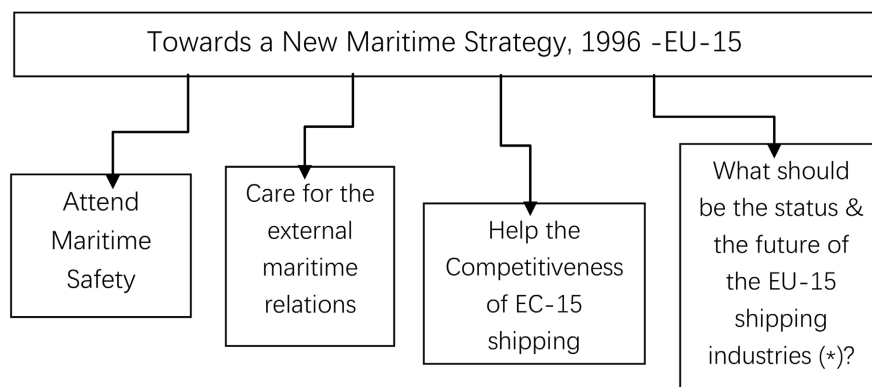 Towards a New Maritime Strategy, 1996 -EU-15
Attend
Maritime
Safety
Care for the
external
maritime
relations
Help the
Competitiveness
of EC-15
shipping
What should
be the status &
the future of
the EU-15
shipping
industries (*)?